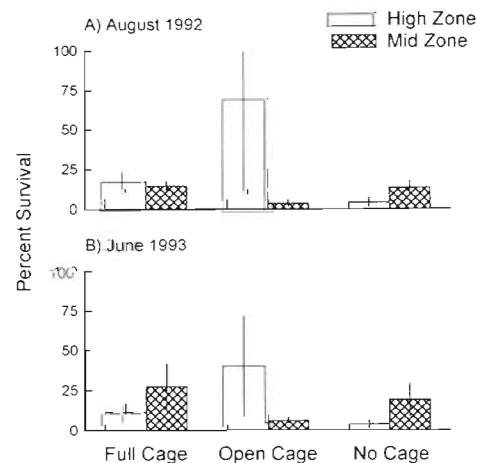 A) August 1992
High Zone
Mid Zone
100
75
50
25
0
Percent Survival
B) June 1993
100
75
50
25
0
Full Cage Open Cage No Cage